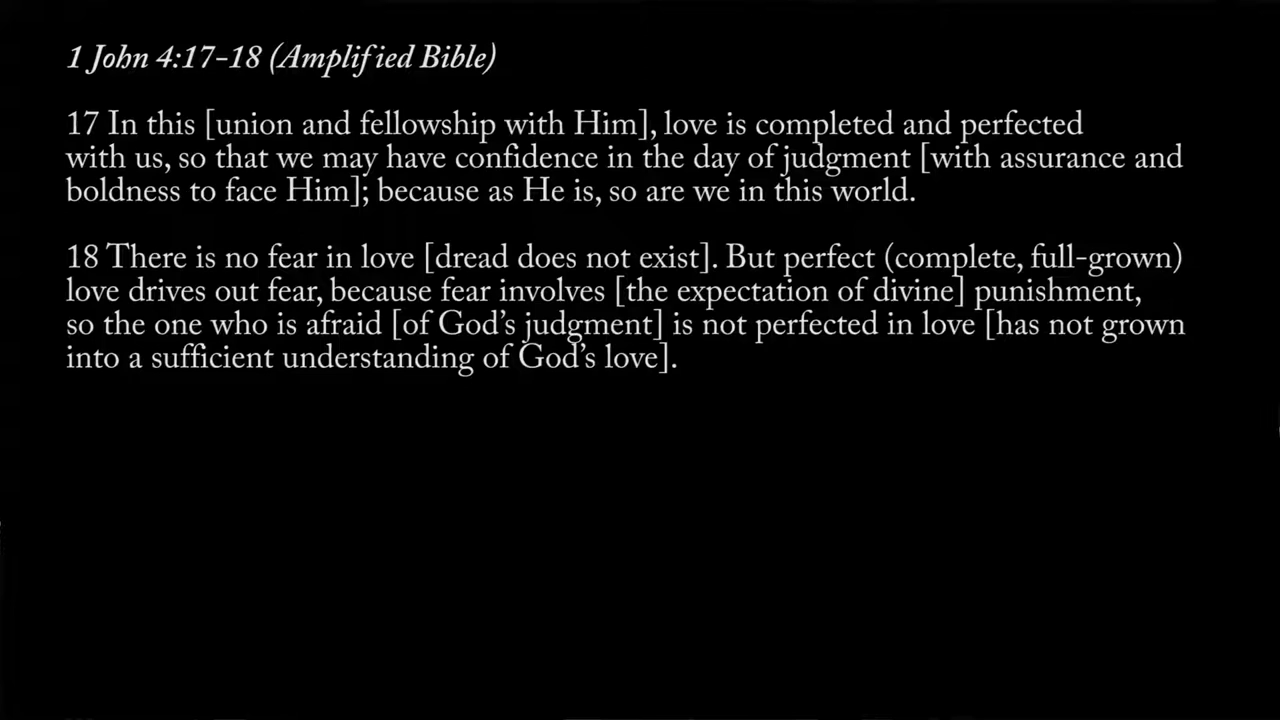 1 John 4:17-18 (Amplified Bible)
17 In this [union and fellowship with Him], love is completed and perfected
with us, so that we may have confidence in the day of judgment [with assurance and
boldness to face Him]; because as He is, so are we in this world.
18 There is no fear in love [dread does not exist]. But perfect (complete, full-grown)
love drives out fear, because fear involves [the expectation of divine] punishment,
so the one who is afraid [of God’s judgment] is not perfected in love [has not grown
into a sufficient understanding of God’s love].